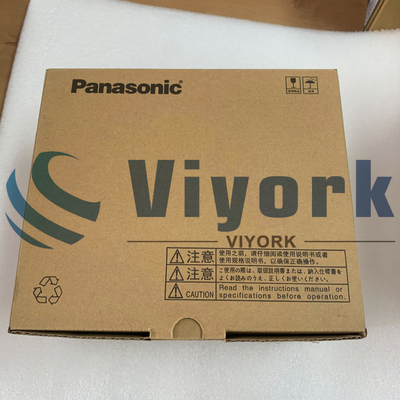 Panasonic®
Viyork
VIYORK
注意
使用之前，请仔细阅读使用说明书或者
使用规格说明书，以确保正确使用。
注意
ご使用の前に、取扱説明書または、納入仕様書を
よくお読みのうえ、正しくお使いください。
CAUTION
Read the instructions manual or
specifications before operation.